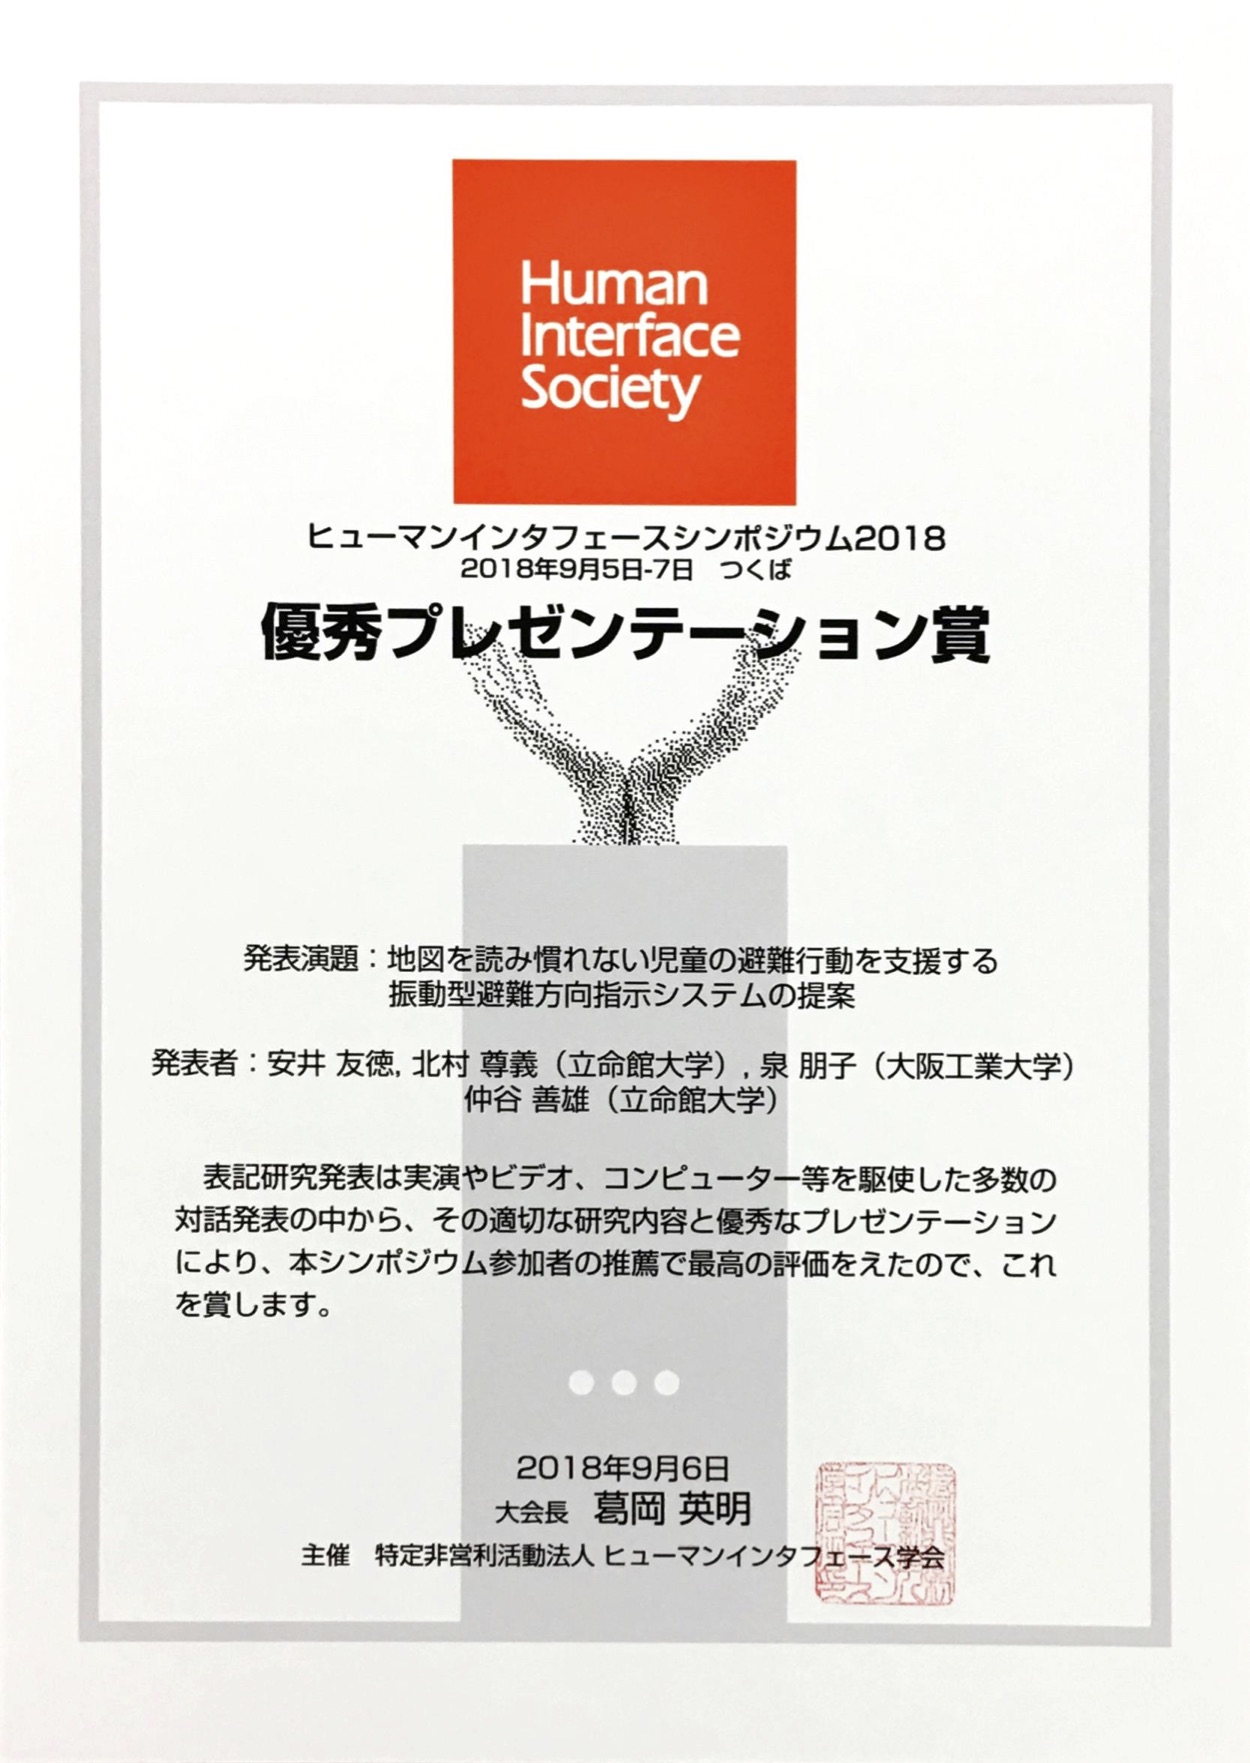 Human
Interface
Society
ヒューマンインタフェースシンポジウム2018
2018年9月5日-7日　つくば
優秀プレゼンテーション賞
発表演題：地図を読み慣れない児童の避難行動を支援する
振動型避難方向指示システムの提案
発表者：安井 友徳, 北村 尊義（立命館大学）, 泉 朋子（大阪工業大学）
仲谷 善雄（立命館大学）
　表記研究発表は実演やビデオ、コンピューター等を駆使した多数の
対話発表の中から、その適切な研究内容と優秀なプレゼンテーション
により、本シンポジウム参加者の推薦で最高の評価をえたので、これ
を賞します。
2018年9月6日
大会長　葛岡 英明
主催　特定非営利活動法人 ヒューマンインタフェース学会